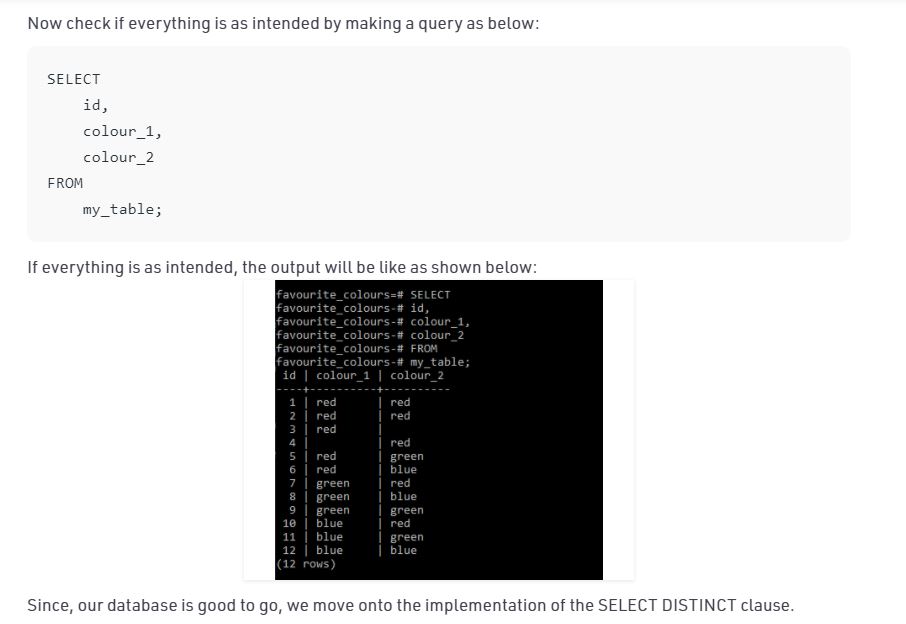 Now check if everything is as intended by making a query as below:
SELECT
    id,
    colour_1,
    colour_2
FROM
    my_table;
If everything is as intended, the output will be like as shown below:
favourite_colours=# SELECT
favourite_colours-# id,
favourite_colours-# colour_1,
favourite_colours-# colour_2
favourite_colours-# FROM
favourite_colours-# my_table;
 id | colour_1 | colour_2
----+----------+----------
  1 | red      | red
  2 | red      | red
  3 | red      |
  4 |          | red
  5 | red      | green
  6 | red      | blue
  7 | green    | red
  8 | green    | blue
  9 | green    | green
 10 | blue     | red
 11 | blue     | green
 12 | blue     | blue
(12 rows)
Since, our database is good to go, we move onto the implementation of the SELECT DISTINCT clause.